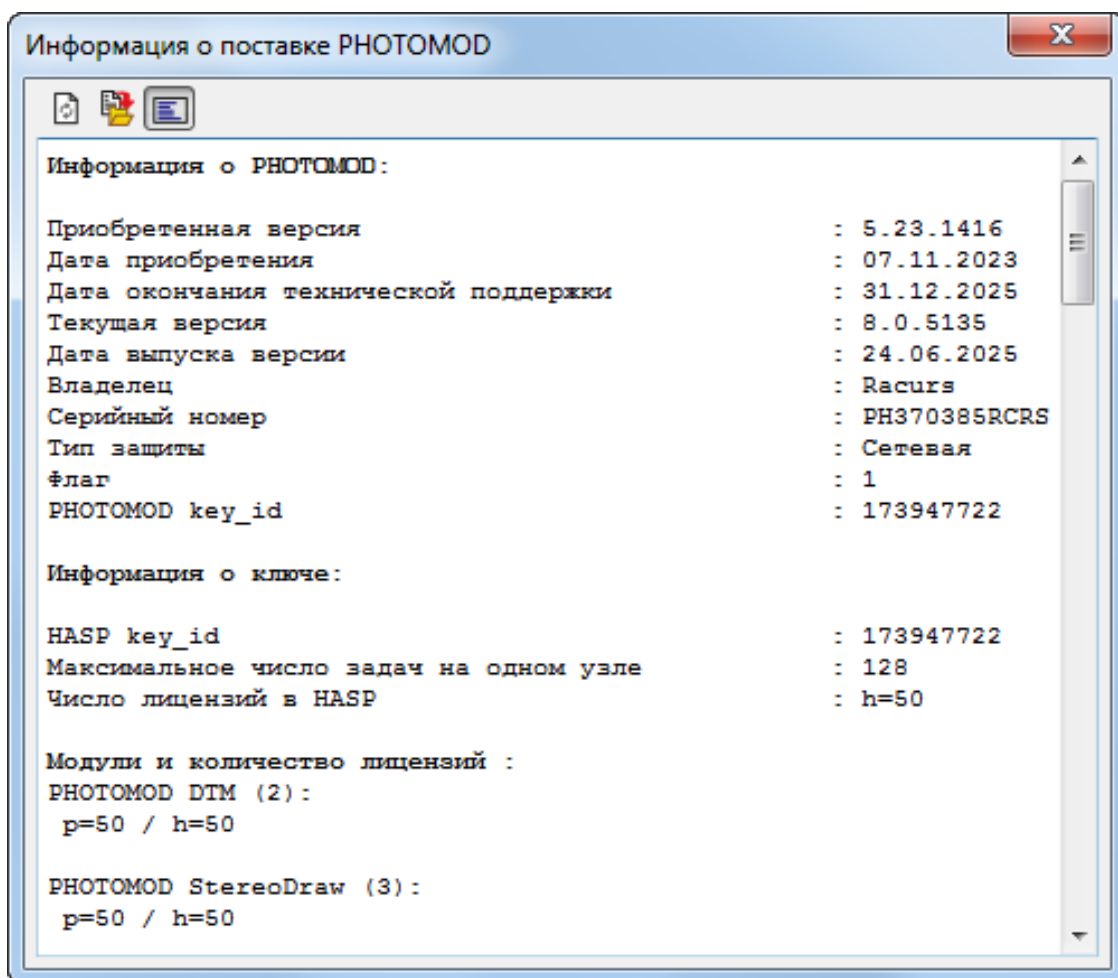 Информация о поставке PHOTOMOD
Информация о PHOTOMOD:
Приобретенная версия : 5.23.1416
Дата приобретения : 07.11.2023
Дата окончания технической поддержки : 31.12.2025
Текущая версия : 8.0.5135
Дата выпуска версии : 24.06.2025
Владелец : Racurs
Серийный номер : PH370385RCRS
Тип защиты : Сетевая
Флаг : 1
PHOTOMOD key_id : 173947722
Информация о ключе:
HASP key_id : 173947722
Максимальное число задач на одном узле : 128
Число лицензий в HASP : h=50
Модули и количество лицензий :
PHOTOMOD DTM (2):
p=50 / h=50
PHOTOMOD StereoDraw (3):
p=50 / h=50